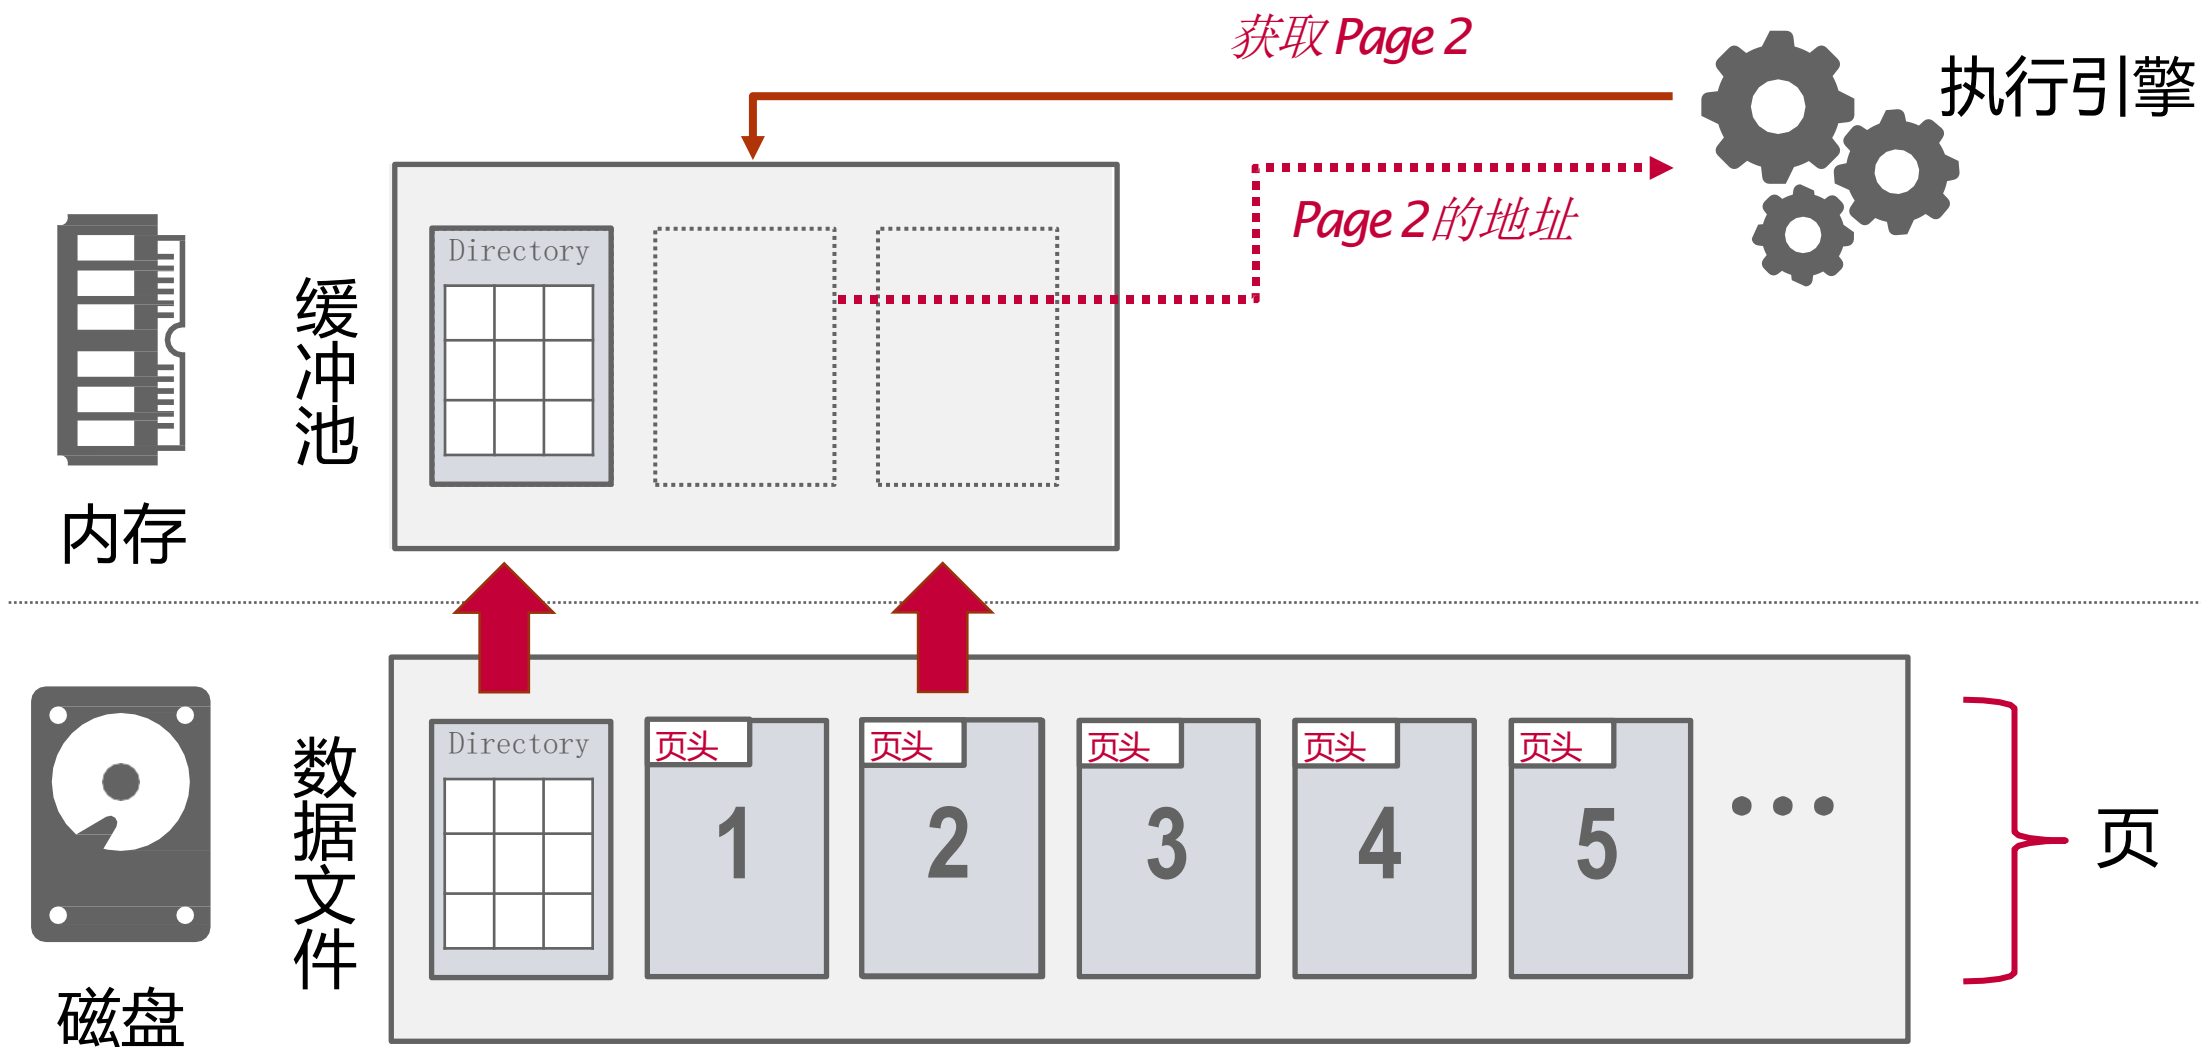 获取 Page 2
执行引擎
Page 2的地址
Directory
缓冲池
内存
Directory
页头
页头
页头
页头
页头
1
2
3
4
5
数据文件
页
磁盘